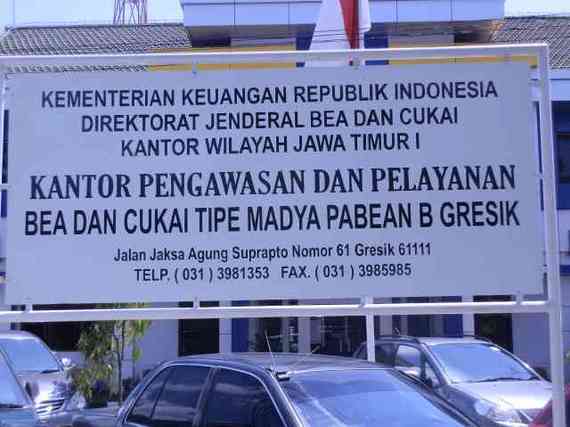 KEMENTERIAN KEUANGAN REPUBLIK INDONESIA
DIREKTORAT JENDERAL BEA DAN CUKAI
KANTOR WILAYAH JAWA TIMUR I
KANTOR PENGAWASAN DAN PELAYANAN
BEA DAN CUKAI TIPE MADYA PABEAN B GRESIK
Jalan Jaksa Agung Suprapto Nomor 61 Gresik 61111
TELP. ( 031 ) 3981353 FAX. ( 031 ) 3985985